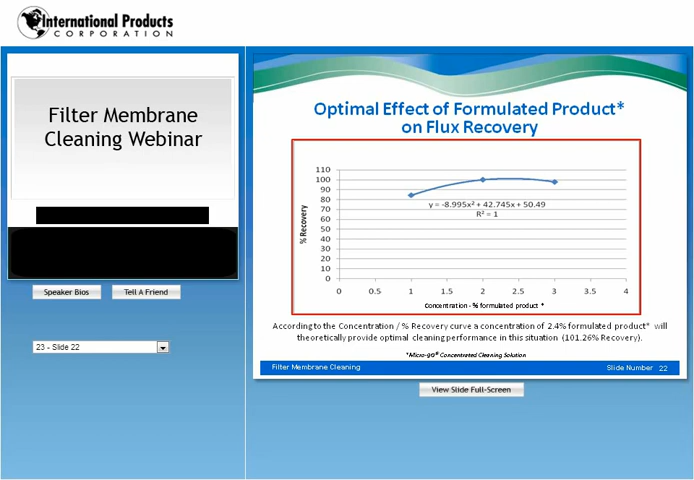 International Products
CORPORATION
Filter Membrane
Cleaning Webinar
Speaker Bios
Tell A Friend
23 - Slide 22
Optimal Effect of Formulated Product*
on Flux Recovery
110
100
90
80
70
60
50
40
30
20
10
0
% Recovery
y = -8.995x² + 42.745x + 50.49
R² = 1
0 0.5 1 1.5 2 2.5 3 3.5 4
Concentration - % formulated product *
According to the Concentration / % Recovery curve a concentration of 2.4% formulated product* will
theoretically provide optimal cleaning performance in this situation (101.26% Recovery).
*Micro-90® Concentrated Cleaning Solution
Filter Membrane Cleaning
Slide Number 22
View Slide Full-Screen